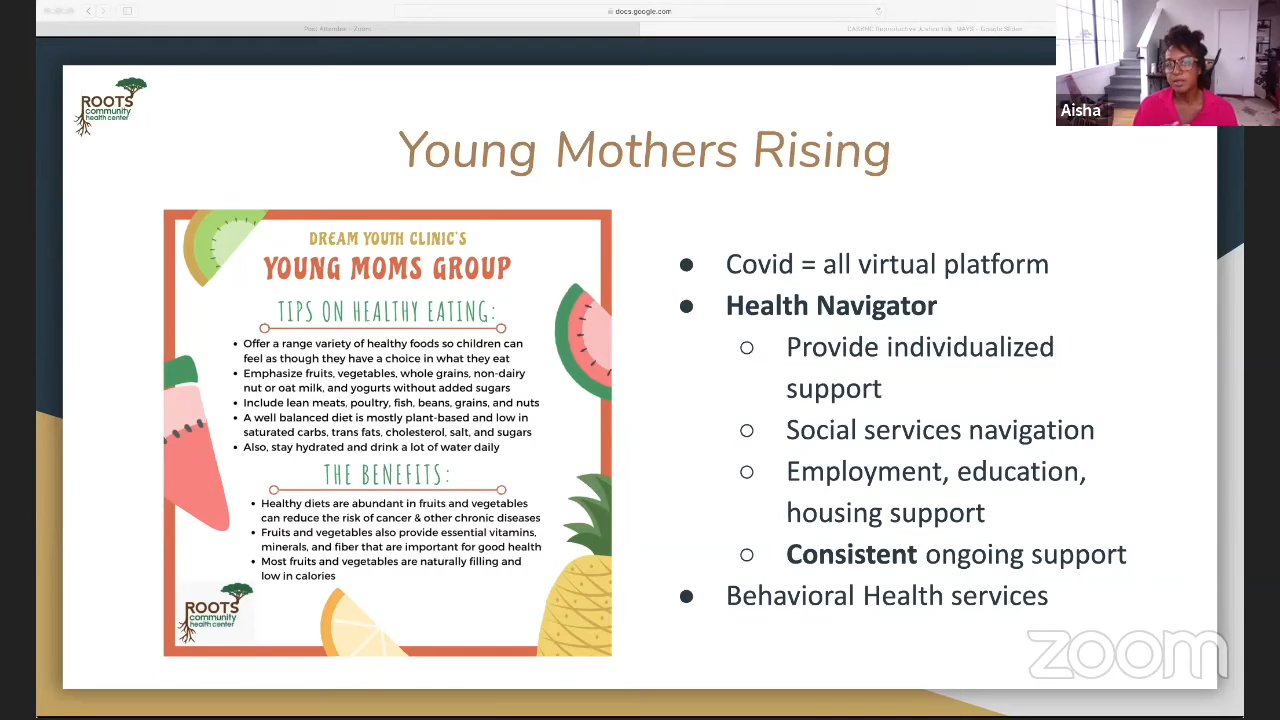 docs.google.com
Post Attendee - Zoom
Aisha
ROOTS
community
health center
Young Mothers Rising
DREAM YOUTH CLINIC'S
YOUNG MOMS GROUP
TIPS ON HEALTHY EATING:
• Offer a range variety of healthy foods so children can
feel as though they have a choice in what they eat
• Emphasize fruits, vegetables, whole grains, non-dairy
nut or oat milk, and yogurts without added sugars
• Include lean meats, poultry, fish, beans, grains, and nuts
• A well balanced diet is mostly plant-based and low in
saturated carbs, trans fats, cholesterol, salt, and sugars
• Also, stay hydrated and drink a lot of water daily
THE BENEFITS:
• Healthy diets are abundant in fruits and vegetables
can reduce the risk of cancer & other chronic diseases
• Fruits and vegetables also provide essential vitamins,
minerals, and fiber that are important for good health
• Most fruits and vegetables are naturally filling and
low in calories
ROOTS
community
health center
● Covid = all virtual platform
● Health Navigator
○ Provide individualized
support
○ Social services navigation
○ Employment, education,
housing support
○ Consistent ongoing support
● Behavioral Health services
zoom